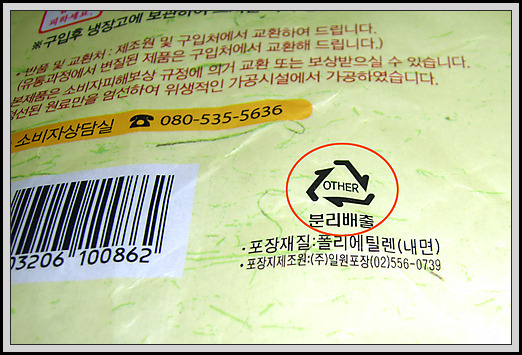 피하세요.
※구입후 냉장고에 보관하여
• 반품 및 교환처 : 제조원 및 구입처에서 교환하여 드립니다.
(유통과정에서 변질된 제품은 구입처에서 교환해 드립니다.)
본제품은 소비자피해보상 규정에 의거 교환 또는 보상받으실 수 있습니다.
선된 원료만을 엄선하여 위생적인 가공시설에서 가공하였습니다.
소비자상담실 ☎ 080-535-5636
OTHER
분리배출
03206 100862
• 포장재질:폴리에틸렌(내면)
• 포장지제조원:(주)일원포장(02)556-0739